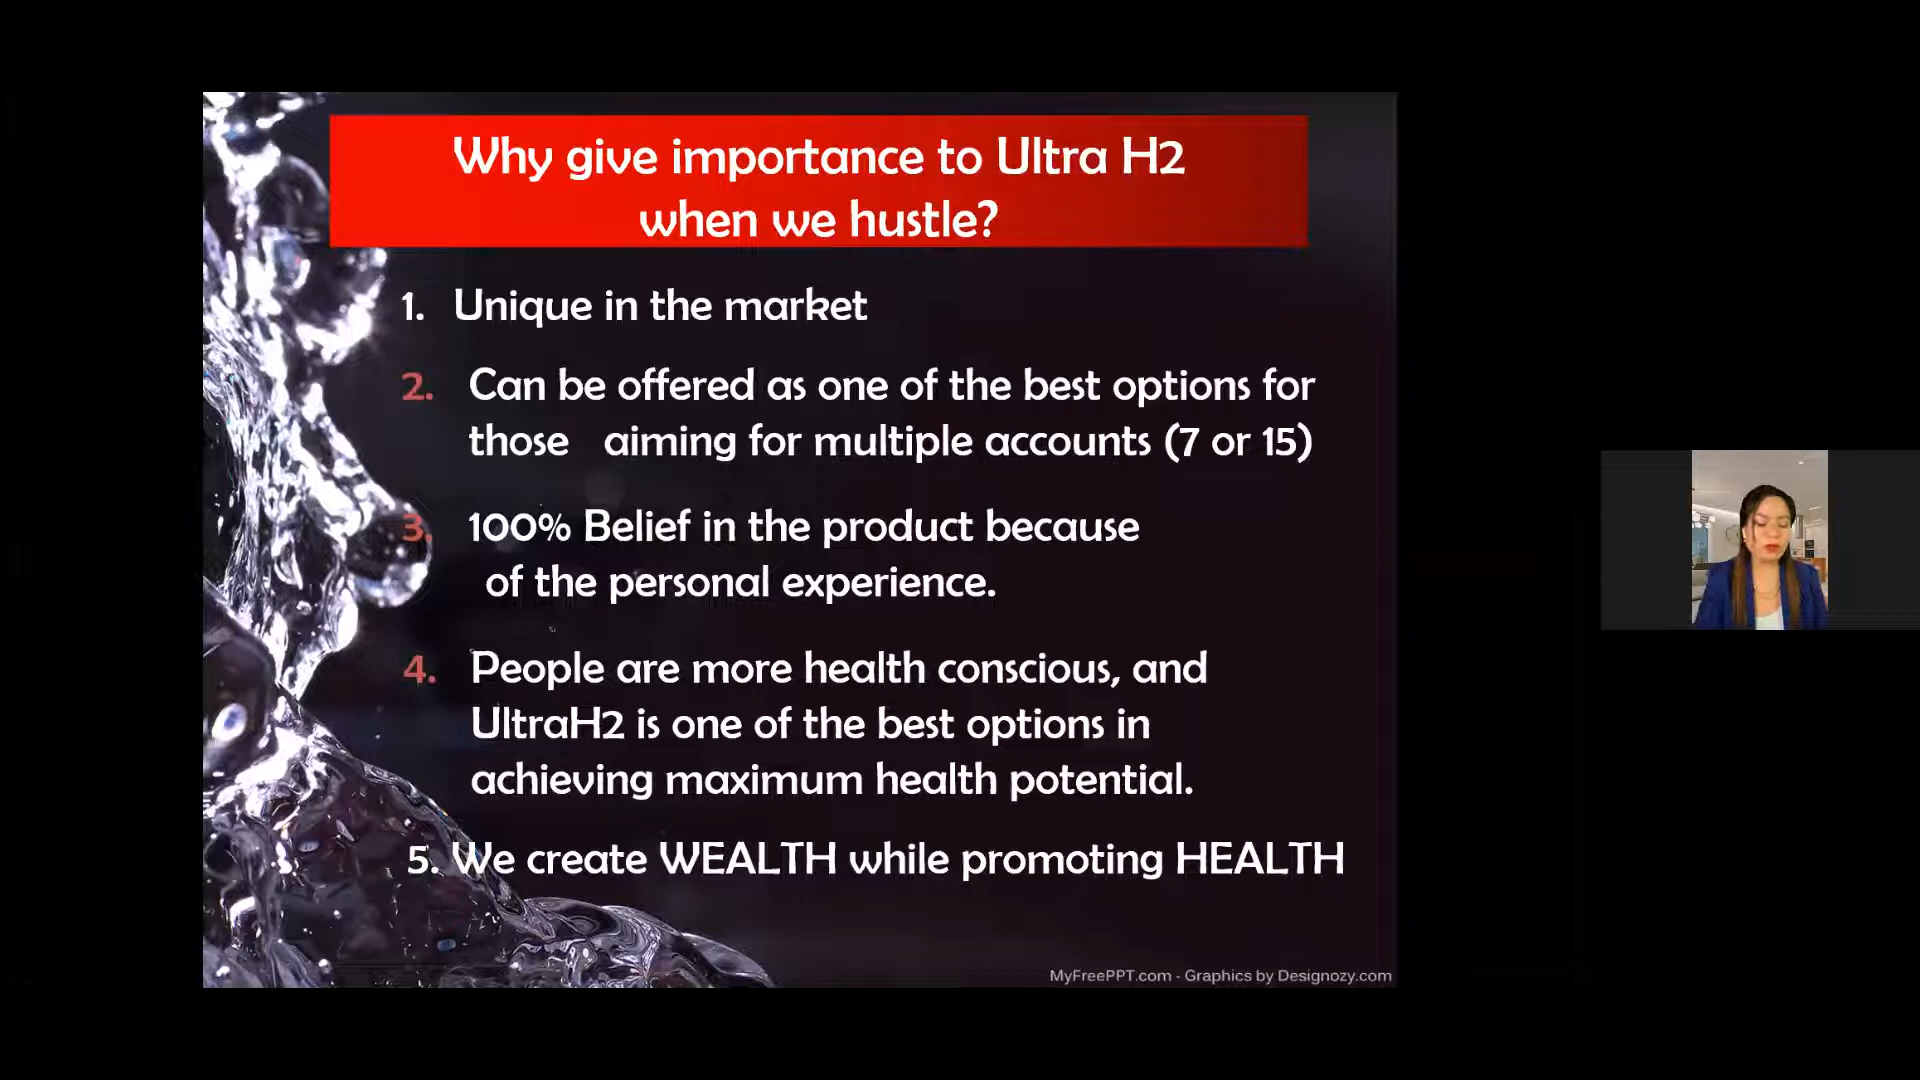 Why give importance to Ultra H2
when we hustle?
1. Unique in the market
2. Can be offered as one of the best options for
those aiming for multiple accounts (7 or 15)
3. 100% Belief in the product because
of the personal experience.
4. People are more health conscious, and
UltraH2 is one of the best options in
achieving maximum health potential.
5. We create WEALTH while promoting HEALTH
MyFreePPT.com - Graphics by Designozy.com